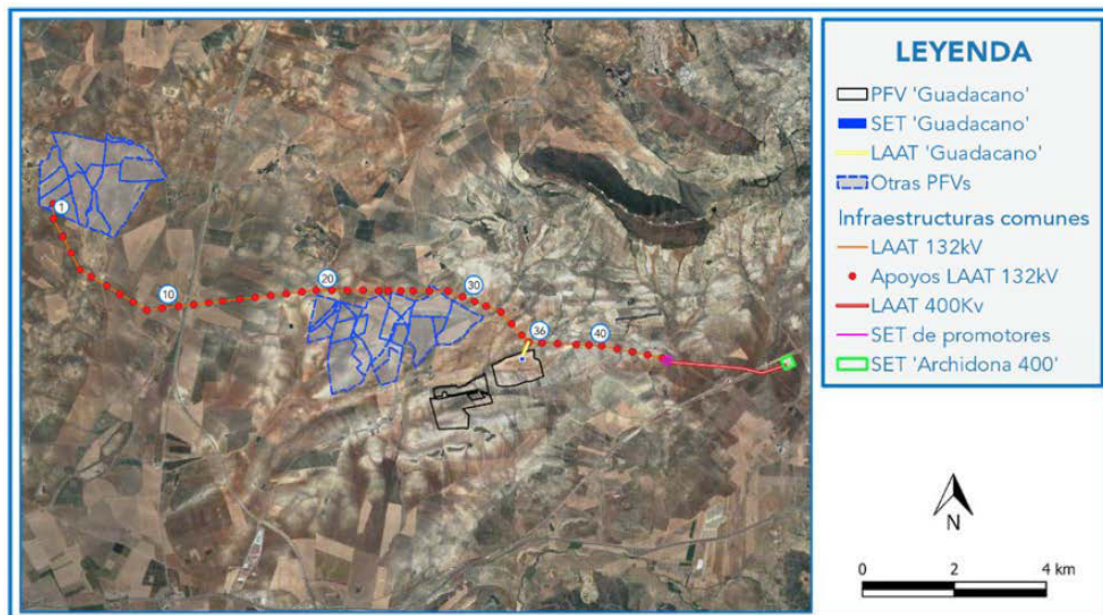 LEYENDA
PFV 'Guadacano'
SET 'Guadacano'
LAAT 'Guadacano'
Otras PFVs
Infraestructuras comunes
LAAT 132kV
Apoyos LAAT 132kV
LAAT 400Kv
SET de promotores
SET 'Archidona 400'
1
10
20
30
36
40
N
0 2 4 km